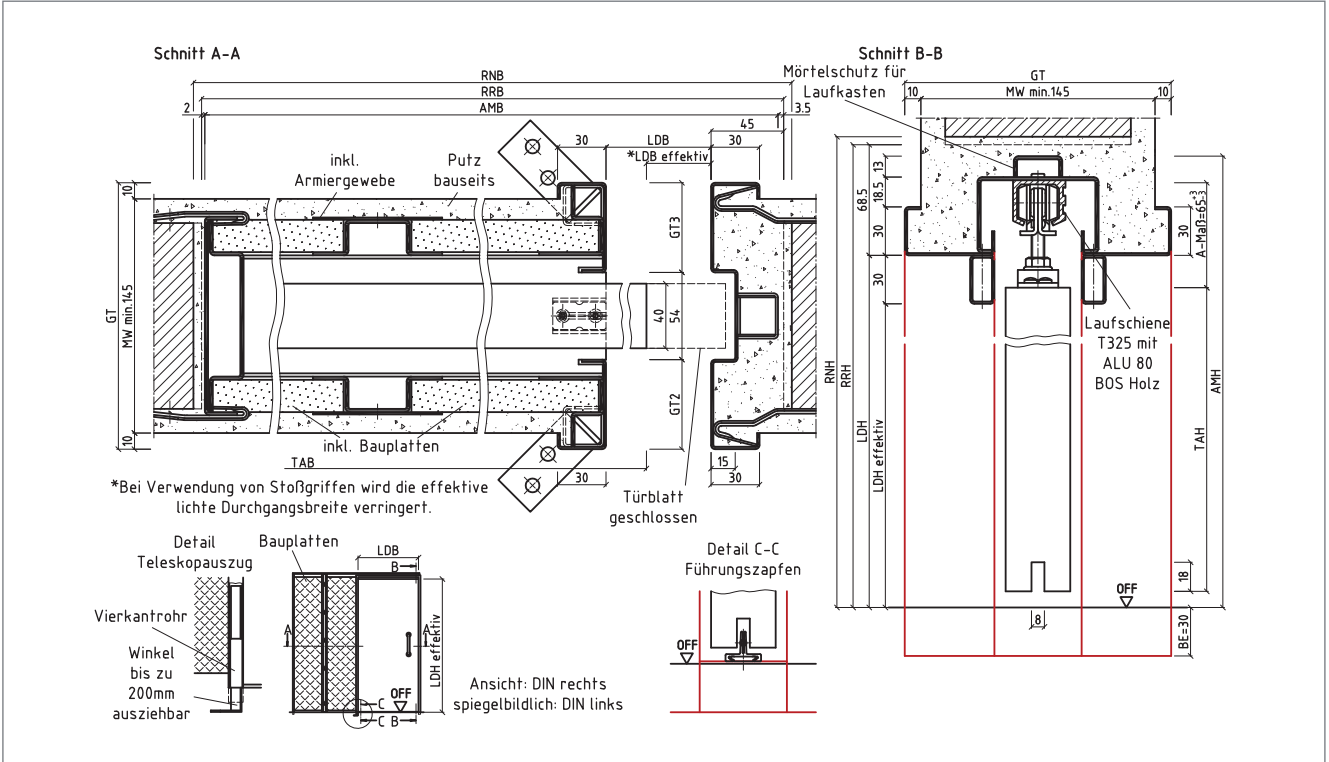 Schnitt A-A
RNB
RRB
AMB
2
3.5
45
30
LDB
30
*LDB effektiv
inkl.
Armiergewebe
Putz
bauseits
10
GT
MW min.145
10
GT3
40
54
GT2
inkl. Bauplatten
TAB
30
15
30
*Bei Verwendung von Stoßgriffen wird die effektive
lichte Durchgangsbreite verringert.
Türblatt
geschlossen
Schnitt B-B
Mörtelschutz für
Laufkasten
GT
10
MW min.145
10
13
18.5
68.5
30
30
30
A-Maß=65-3 -3
Laufschiene
T325 mit
ALU 80
BOS Holz
RNH
RRH
LDH
LDH effektiv
AMH
TAH
18
8
OFF
BE=30
Detail
Teleskopauszug
Vierkantrohr
Winkel
bis zu
200mm
ausziehbar
Bauplatten
LDB
B
A
A
LDH effektiv
OFF
C
C
B
Ansicht: DIN rechts
spiegelbildlich: DIN links
Detail C-C
Führungszapfen
OFF